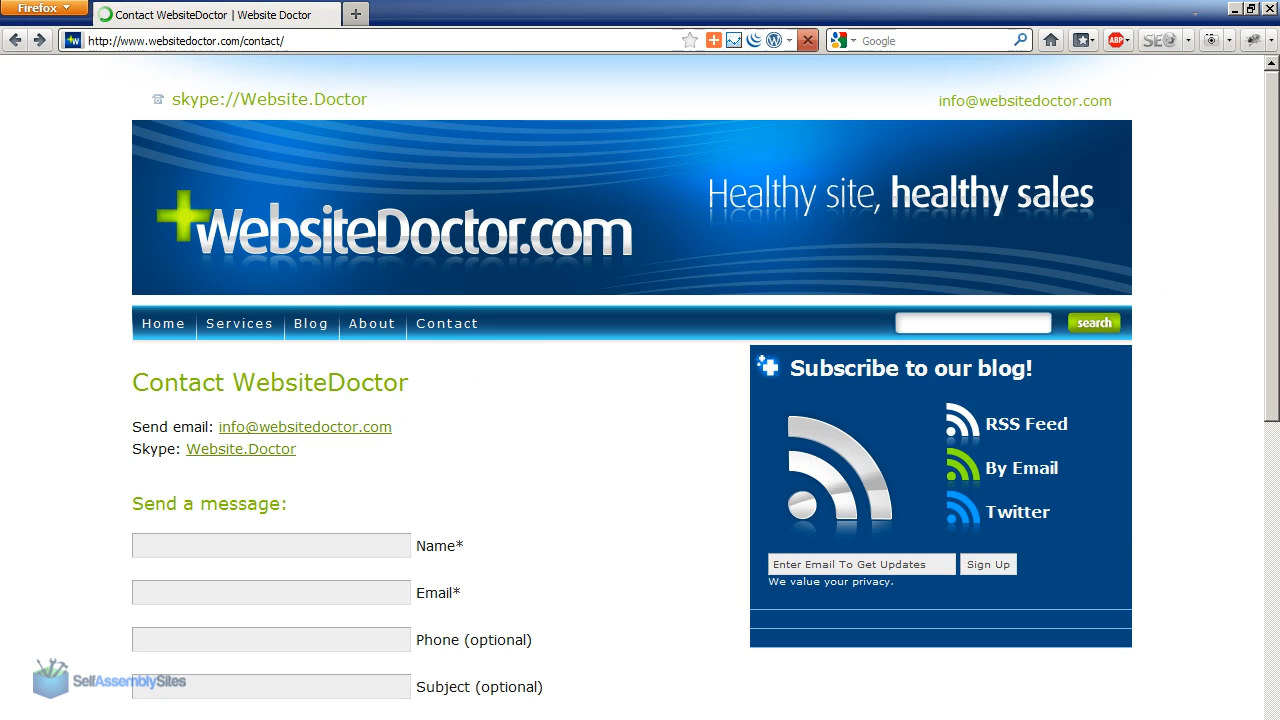 Firefox
Contact WebsiteDoctor | Website Doctor
http://www.websitedoctor.com/contact/
Google
ABP
SEO
skype://Website.Doctor
info@websitedoctor.com
WebsiteDoctor.com
Healthy site, healthy sales
Home Services Blog About Contact
search
Contact WebsiteDoctor
Send email: info@websitedoctor.com
Skype: Website.Doctor
Send a message:
Name*
Email*
Phone (optional)
Subject (optional)
Subscribe to our blog!
RSS Feed
By Email
Twitter
Enter Email To Get Updates Sign Up
We value your privacy.
SelfAssemblySites